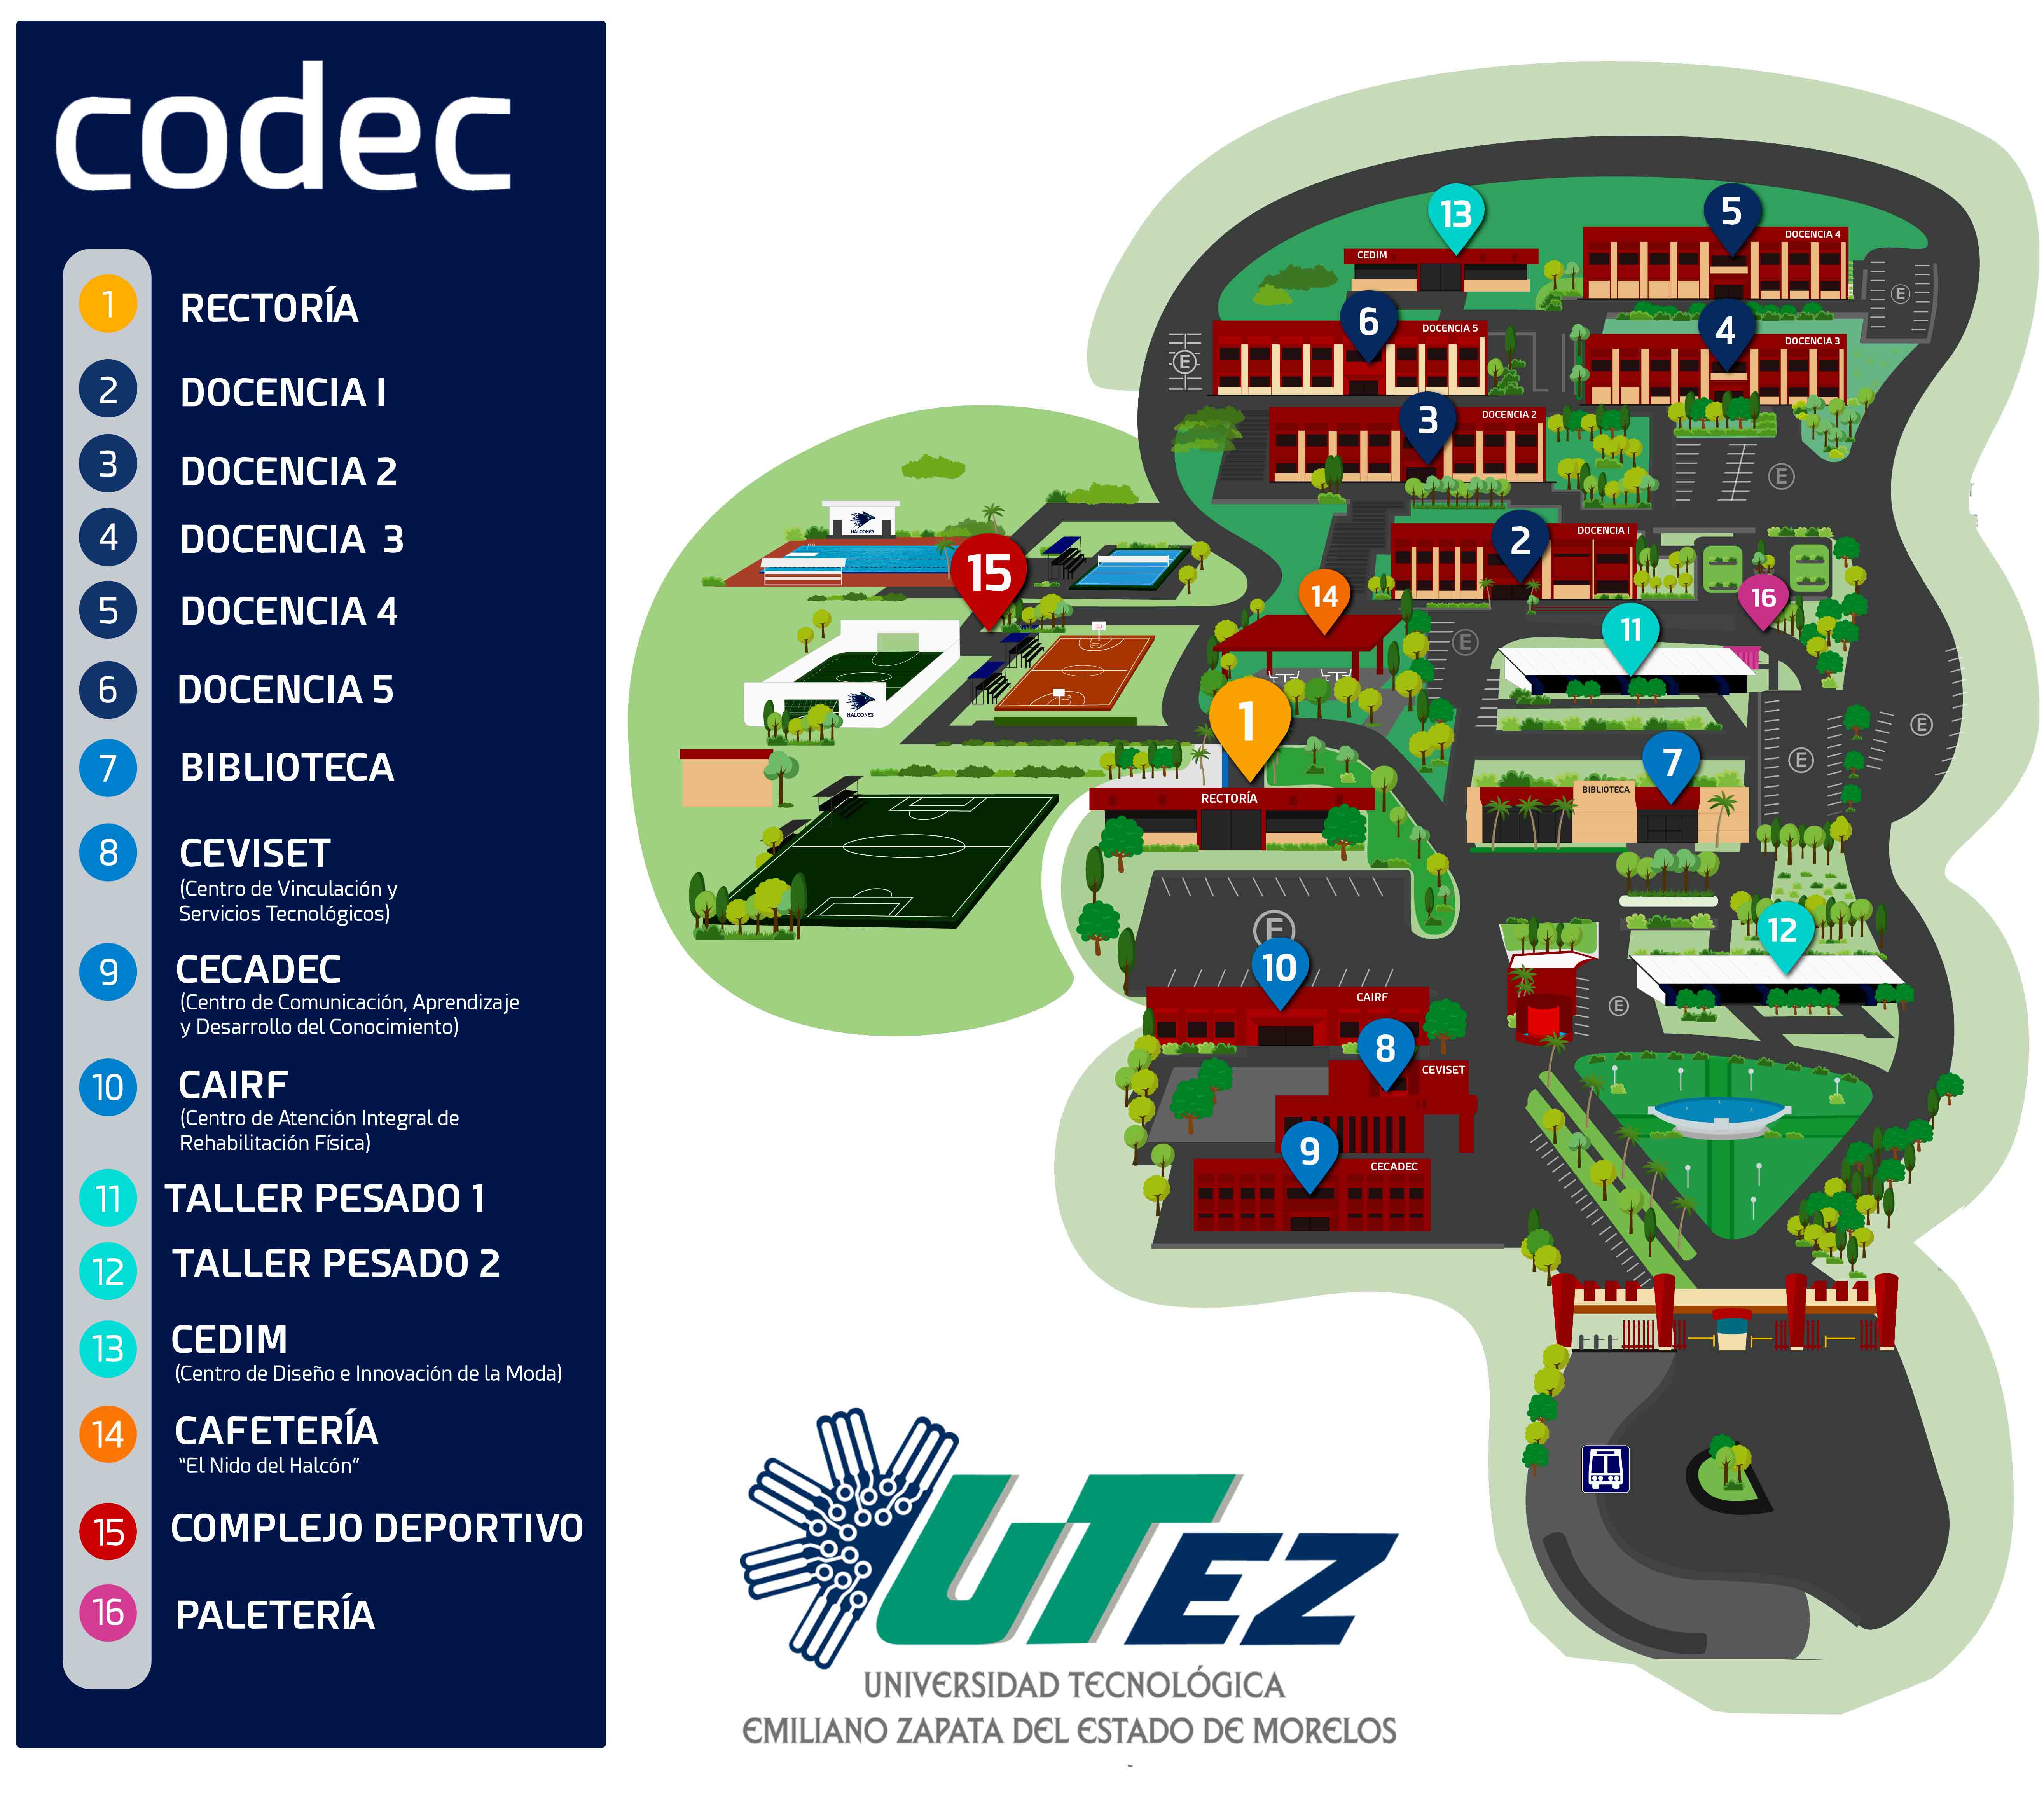 codec
1 RECTORÍA
2 DOCENCIA I
3 DOCENCIA 2
4 DOCENCIA 3
5 DOCENCIA 4
6 DOCENCIA 5
7 BIBLIOTECA
8 CEVISET
(Centro de Vinculación y
Servicios Tecnológicos)
9 CECADEC
(Centro de Comunicación, Aprendizaje
y Desarrollo del Conocimiento)
10 CAIRF
(Centro de Atención Integral de
Rehabilitación Física)
11 TALLER PESADO 1
12 TALLER PESADO 2
13 CEDIM
(Centro de Diseño e Innovación de la Moda)
14 CAFETERÍA
"El Nido del Halcón"
15 COMPLEJO DEPORTIVO
16 PALETERÍA
13
5
CEDIM
DOCENCIA 4
E
6
DOCENCIA 5
4
DOCENCIA 3
E
3
DOCENCIA 2
E
HALCONES
2
DOCENCIA I
15
14
16
11
E
HALCONES
1
7
E
E
RECTORÍA
BIBLIOTECA
E
12
10
CAIRF
E
8
CEVISET
9
CECADEC
UTEZ
UNIVERSIDAD TECNOLÓGICA
EMILIANO ZAPATA DEL ESTADO DE MORELOS